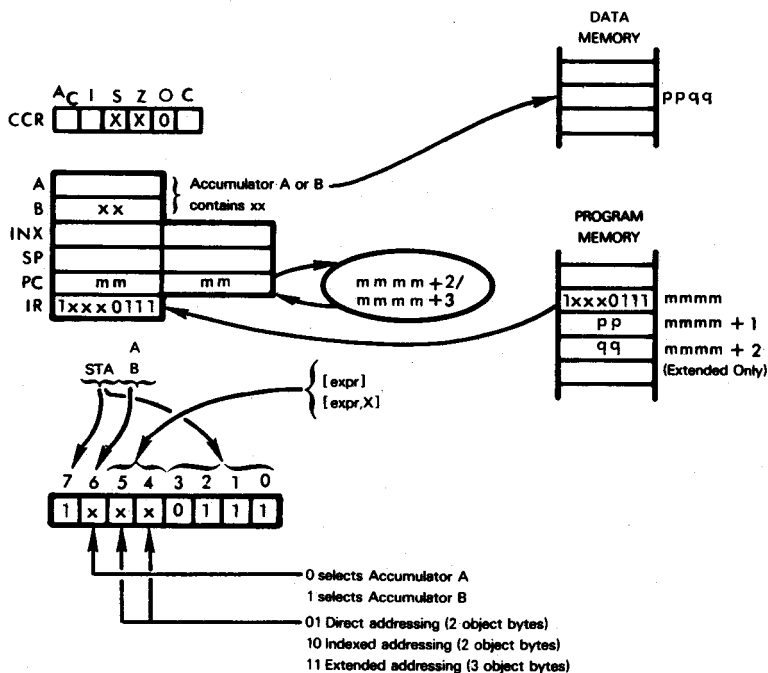 DATA
MEMORY
ppqq
AC I S Z O C
CCR X X 0
A
B xx
Accumulator A or B
contains xx
INX
SP
PC mm mm
IR 1xxx0111
mmmm+2/
mmmm+3
PROGRAM
MEMORY
1xxx0111 mmmm
pp mmmm + 1
qq mmmm + 2
(Extended Only)
A
STA B
[expr]
[expr,X]
7 6 5 4 3 2 1 0
1 x x x 0 1 1 1
0 selects Accumulator A
1 selects Accumulator B
01 Direct addressing (2 object bytes)
10 Indexed addressing (2 object bytes)
11 Extended addressing (3 object bytes)